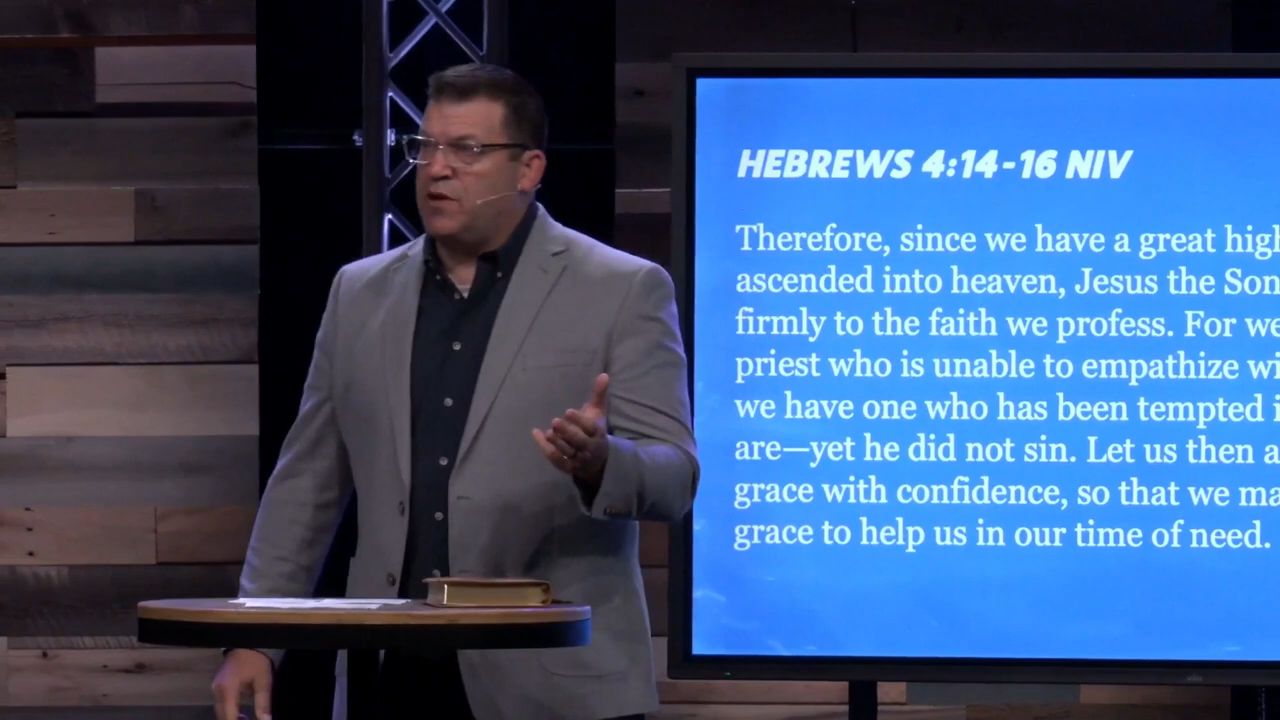 HEBREWS 4:14-16 NIV
Therefore, since we have a great high
ascended into heaven, Jesus the Son
firmly to the faith we profess. For we
priest who is unable to empathize
we have one who has been tempted
are—yet he did not sin. Let us then a
grace with confidence, so that we
grace to help us in our time of need.